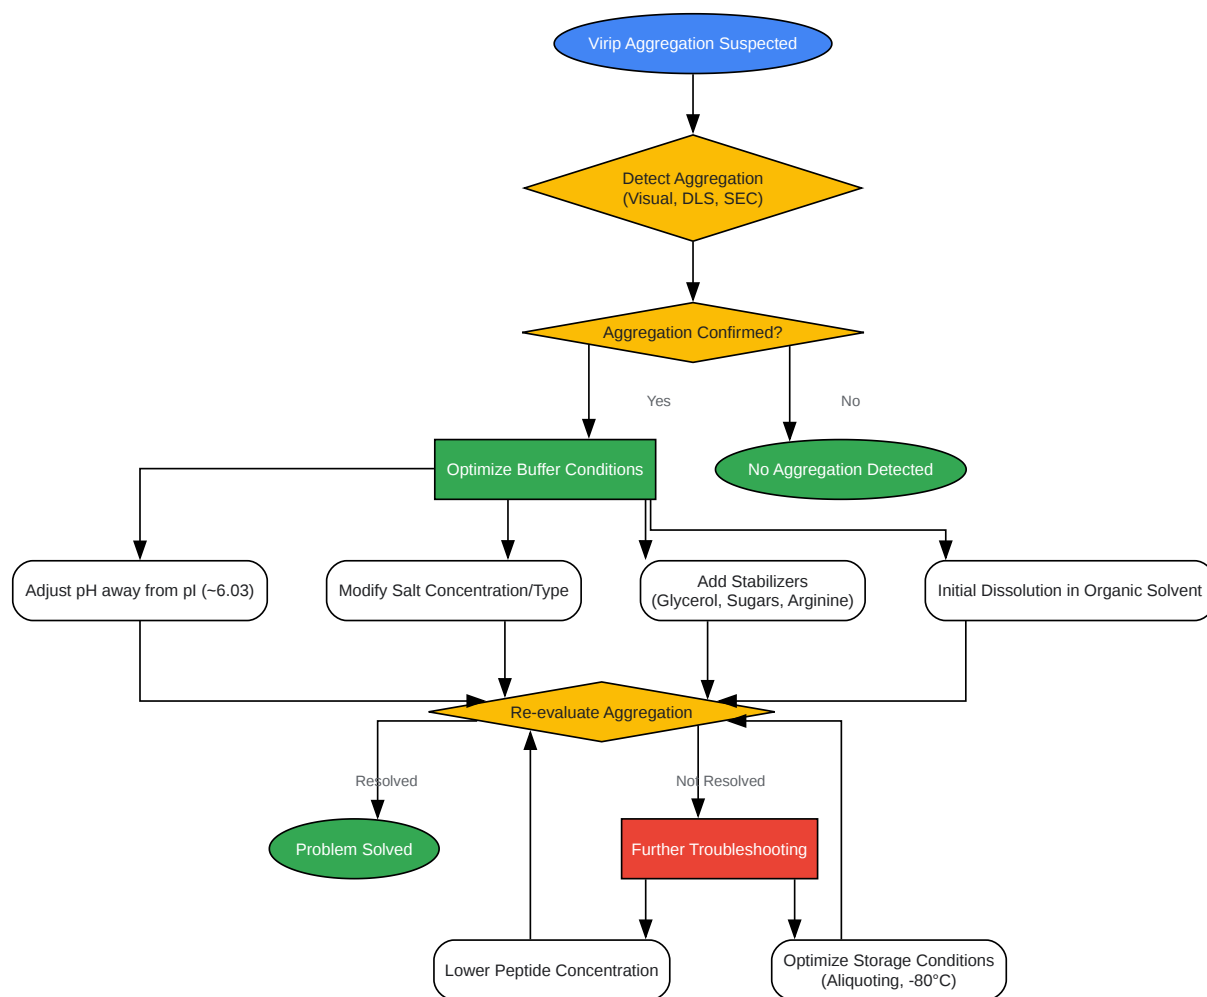 Virip Aggregation Suspected
Detect Aggregation
(Visual, DLS, SEC)
Aggregation Confirmed?
Yes
No
Optimize Buffer Conditions
No Aggregation Detected
Adjust pH away from pI (~6.03)
Modify Salt Concentration/Type
Add Stabilizers
(Glycerol, Sugars, Arginine)
Initial Dissolution in Organic Solvent
Re-evaluate Aggregation
Resolved
Not Resolved
Problem Solved
Further Troubleshooting
Lower Peptide Concentration
Optimize Storage Conditions
(Aliquoting, -80°C)